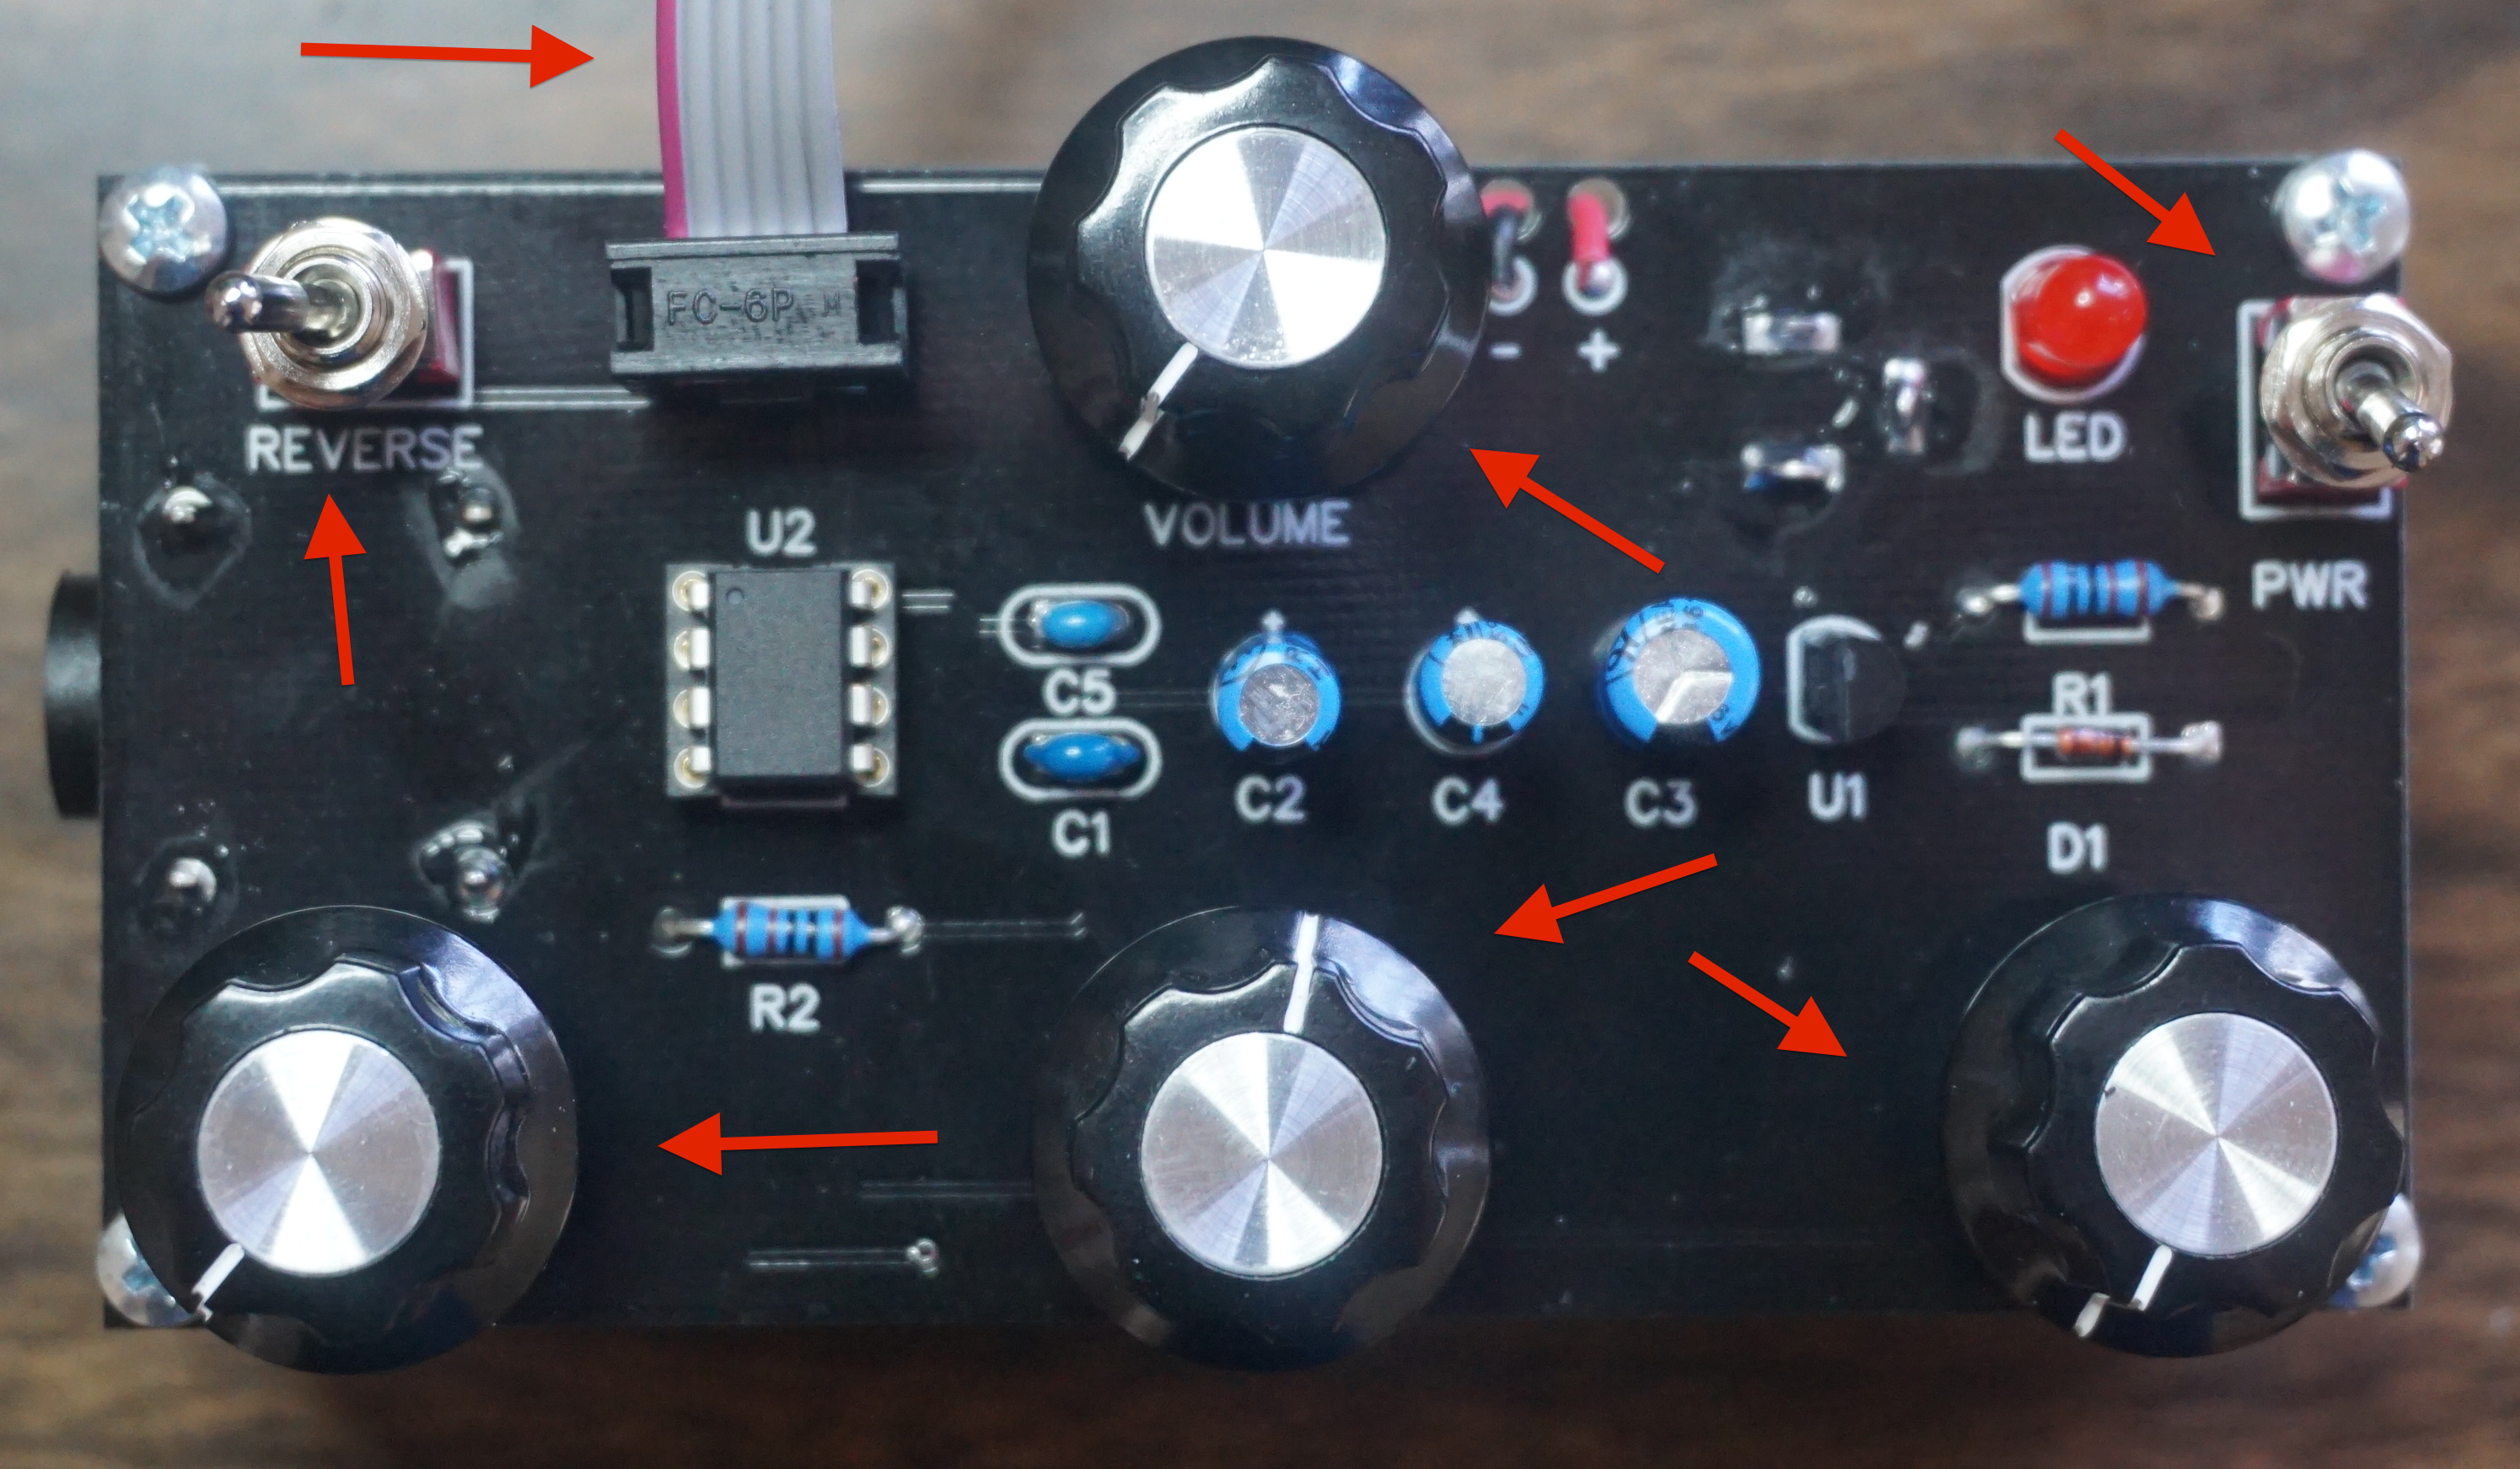 FC-6P
- +
REVERSE
LED
VOLUME
U2
PWR
C5
R1
C2
C4
C3
U1
C1
D1
R2